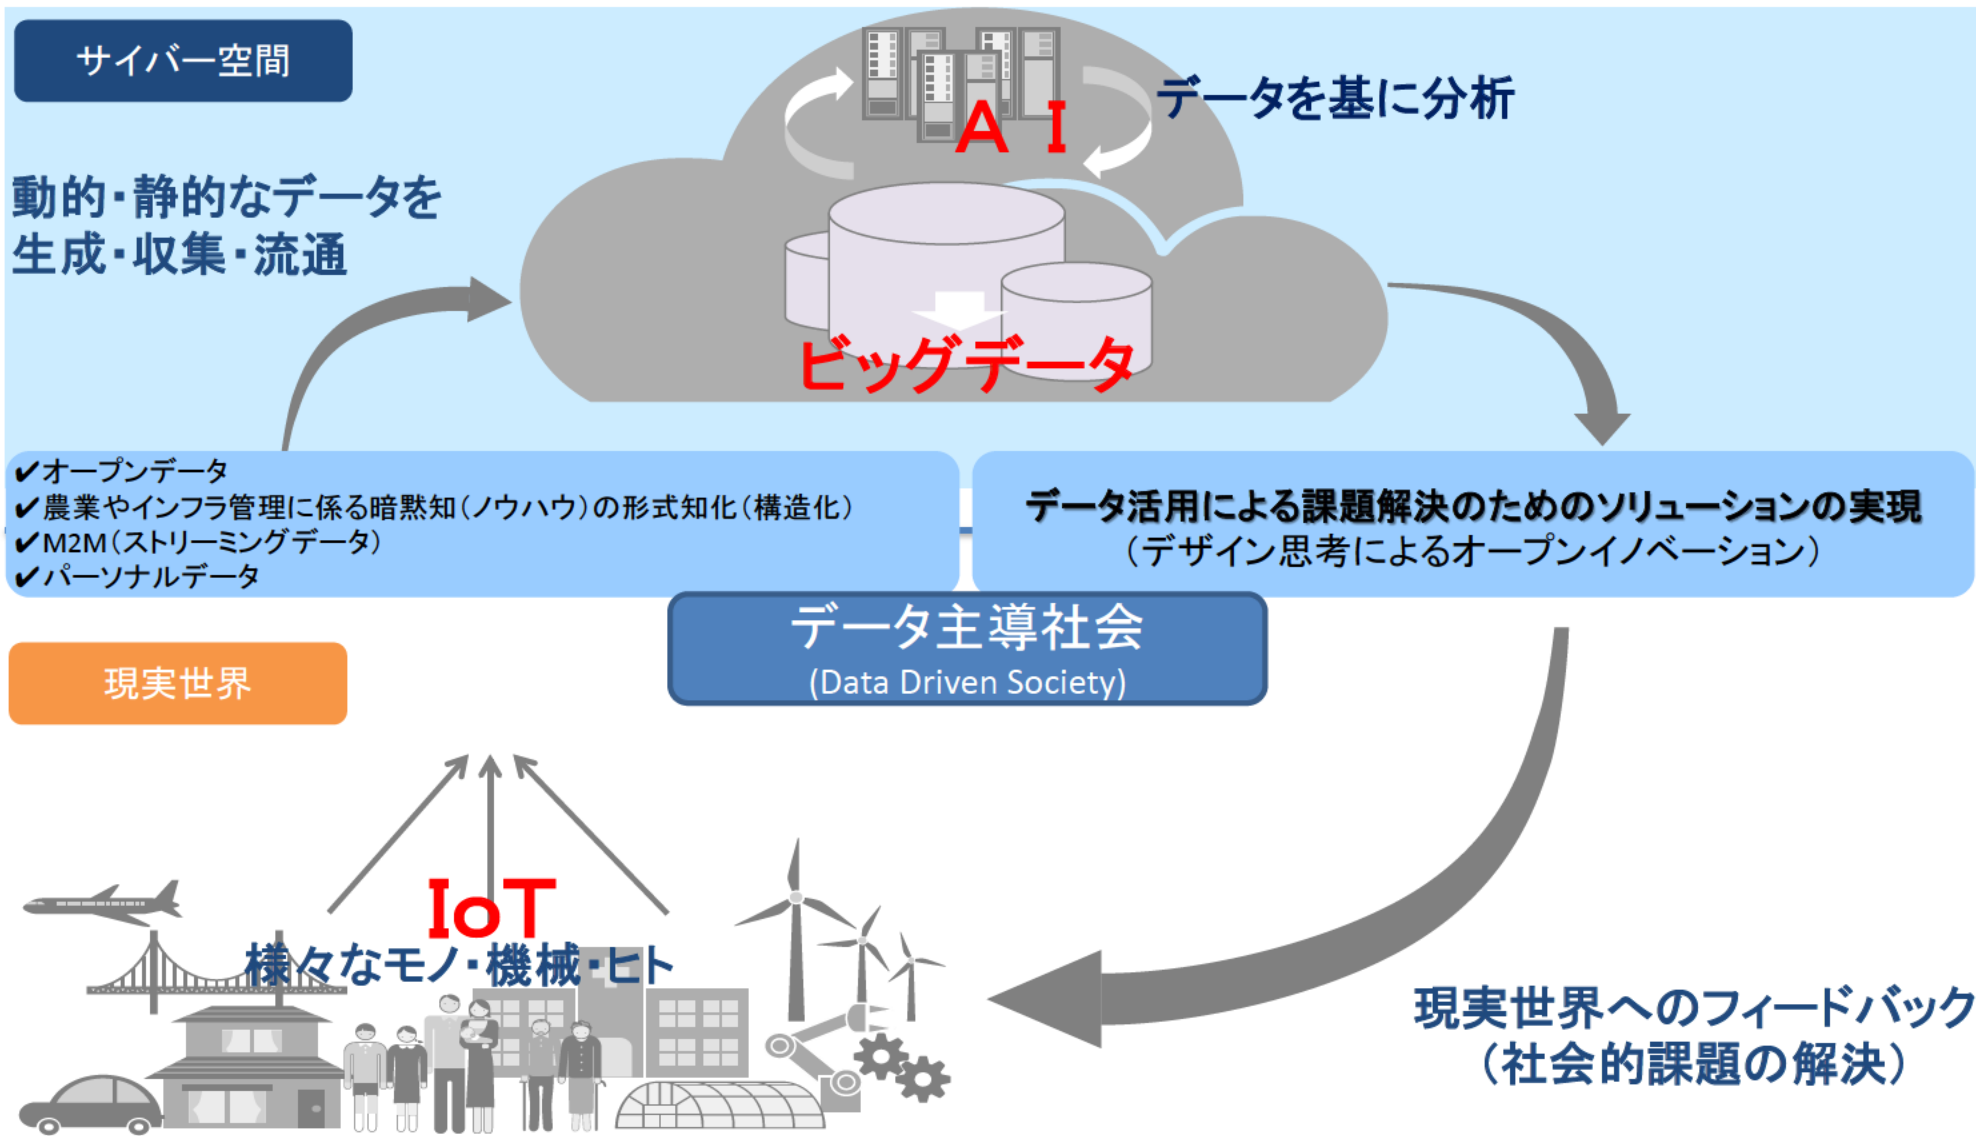 サイバー空間
ＡＩ
データを基に分析
動的・静的なデータを
生成・収集・流通
ビッグデータ
✔オープンデータ
✔農業やインフラ管理に係る暗黙知（ノウハウ）の形式知化（構造化）
✔M2M（ストリーミングデータ）
✔パーソナルデータ
データ活用による課題解決のためのソリューションの実現
（デザイン思考によるオープンイノベーション）
データ主導社会
(Data Driven Society)
現実世界
IoT
様々なモノ・機械・ヒト
現実世界へのフィードバック
（社会的課題の解決）